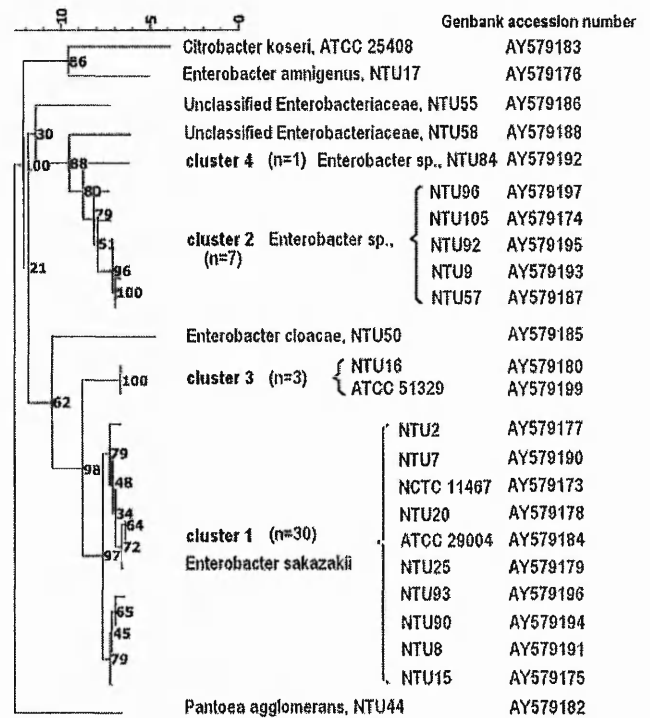 -10 -5 -0
Genbank accession number
Citrobacter koseri, ATCC 25408 AY579183
86
Enterobacter amnigenus, NTU17 AY579176
Unclassified Enterobacteriaceae, NTU55 AY579186
30
Unclassified Enterobacteriaceae, NTU58 AY579188
00 88 cluster 4 (n=1) Enterobacter sp., NTU84 AY579192
80 NTU96 AY579197
79 NTU105 AY579174
51 cluster 2 Enterobacter sp., NTU92 AY579195
(n=7)
21 96 NTU9 AY579193
100 NTU57 AY579187
Enterobacter cloacae, NTU50 AY579185
NTU16 AY579180
100 cluster 3 (n=3)
ATCC 51329 AY579199
62
NTU2 AY579177
79 NTU7 AY579190
98
48 NCTC 11467 AY579173
34 NTU20 AY579178
64
cluster 1 (n=30) ATCC 29004 AY579184
72
97
Enterobacter sakazakii NTU25 AY579179
NTU93 AY579196
65
NTU90 AY579194
45
NTU8 AY579191
79
NTU15 AY579175
Pantoea agglomerans, NTU44 AY579182